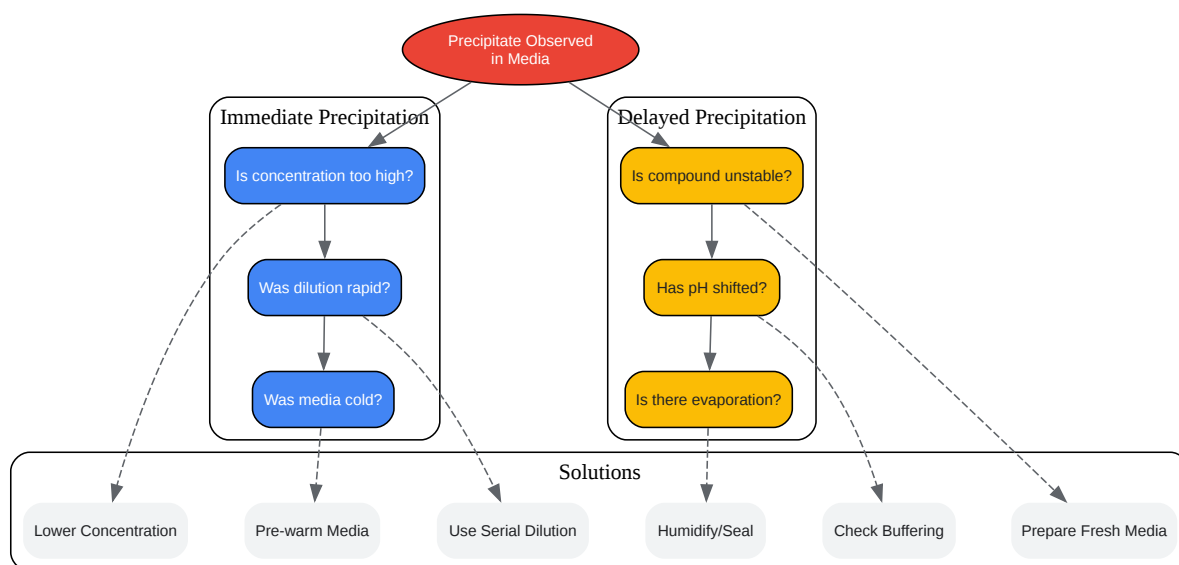 Precipitate Observed
in Media
Immediate Precipitation
Delayed Precipitation
Is concentration too high?
Is compound unstable?
Was dilution rapid?
Has pH shifted?
Was media cold?
Is there evaporation?
Solutions
Lower Concentration
Pre-warm Media
Use Serial Dilution
Humidify/Seal
Check Buffering
Prepare Fresh Media